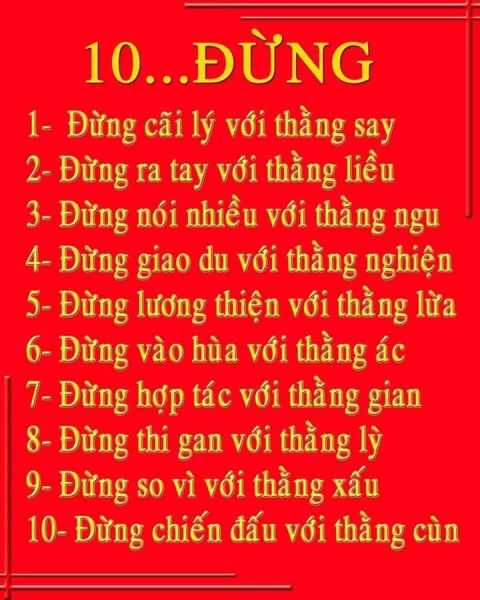 10...ĐỪNG
1- Đừng cãi lý với thằng say
2- Đừng ra tay với thằng liều
3- Đừng nói nhiều với thằng ngu
4- Đừng giao du với thằng nghiện
5- Đừng lương thiện với thằng lừa
6- Đừng vào hùa với thằng ác
7- Đừng hợp tác với thằng gian
8- Đừng thi gan với thằng lỳ
9- Đừng so vì với thằng xấu
10- Đừng chiến đấu với thằng cùn